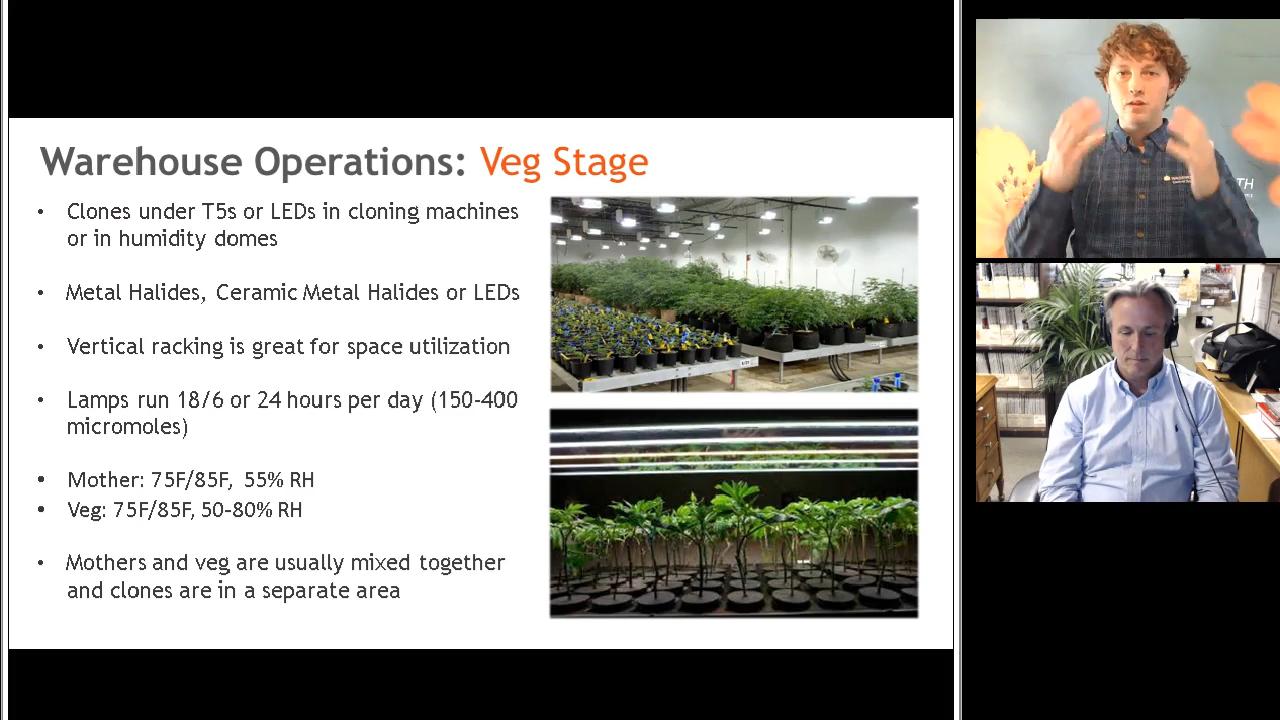 Warehouse Operations: Veg Stage
• Clones under T5s or LEDs in cloning machines
or in humidity domes
• Metal Halides, Ceramic Metal Halides or LEDs
• Vertical racking is great for space utilization
• Lamps run 18/6 or 24 hours per day (150-400
micromoles)
• Mother: 75F/85F, 55% RH
• Veg: 75F/85F, 50-80% RH
• Mothers and veg are usually mixed together
and clones are in a separate area